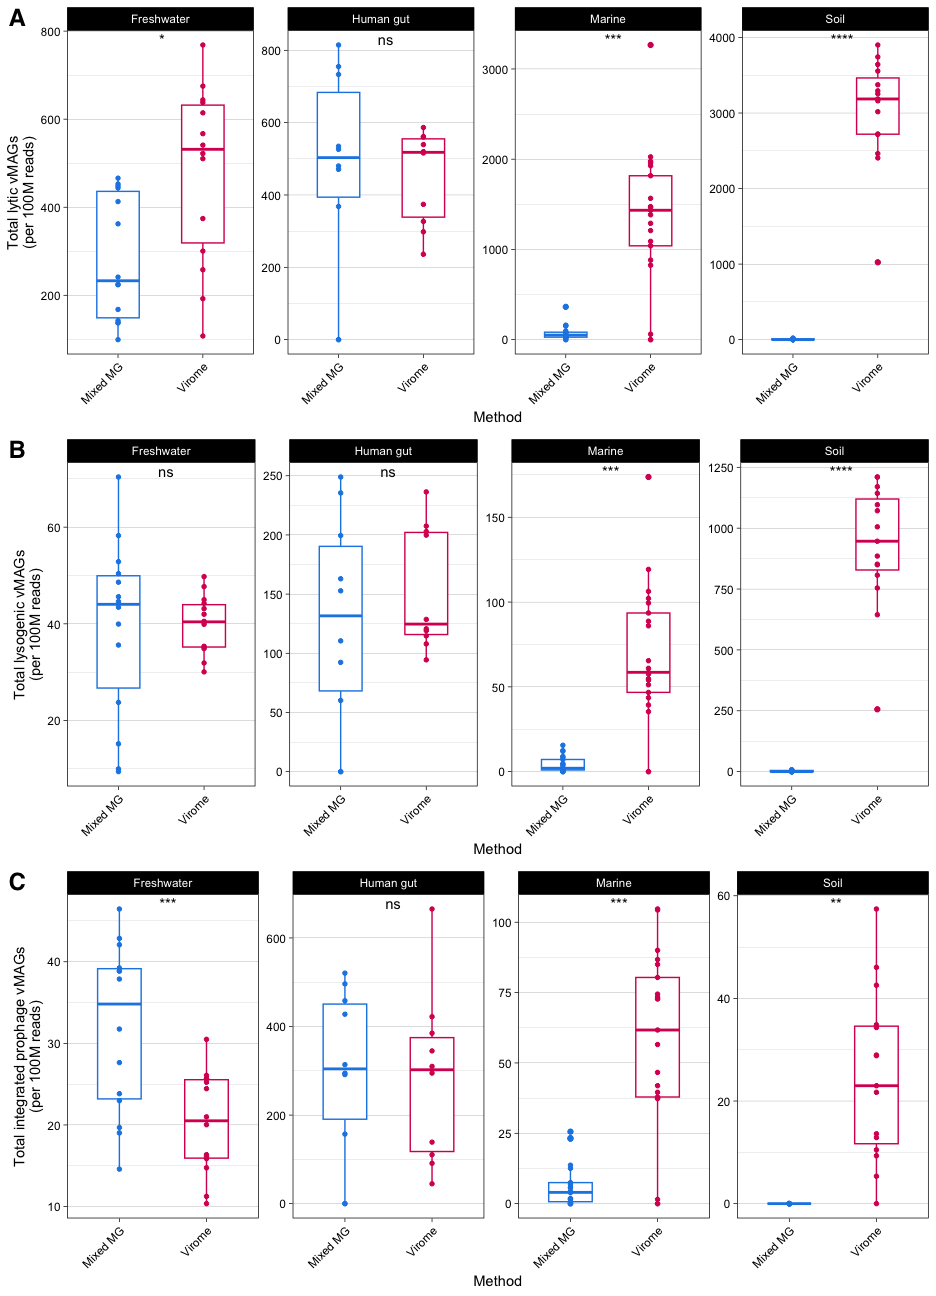 A
Freshwater
Human gut
Marine
Soil
*
ns
***
****
Total lytic vMAGs
(per 100M reads)
800
600
400
200
800
600
400
200
0
3000
2000
1000
0
4000
3000
2000
1000
0
Mixed MG
Virome
Mixed MG
Virome
Mixed MG
Virome
Mixed MG
Virome
Method
B
Freshwater
Human gut
Marine
Soil
ns
ns
***
****
Total lysogenic vMAGs
(per 100M reads)
60
40
20
250
200
150
100
50
0
150
100
50
0
1250
1000
750
500
250
0
Mixed MG
Virome
Mixed MG
Virome
Mixed MG
Virome
Mixed MG
Virome
Method
C
Freshwater
Human gut
Marine
Soil
***
ns
***
**
Total integrated prophage vMAGs
(per 100M reads)
40
30
20
10
600
400
200
0
100
75
50
25
0
60
40
20
0
Mixed MG
Virome
Mixed MG
Virome
Mixed MG
Virome
Mixed MG
Virome
Method